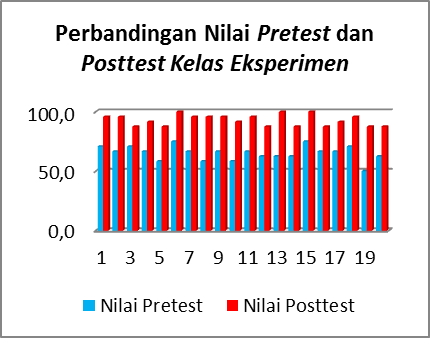 Perbandingan Nilai Pretest dan
Posttest Kelas Eksperimen
100,0
50,0
0,0
1 3 5 7 9 11 13 15 17 19
Nilai Pretest Nilai Posttest